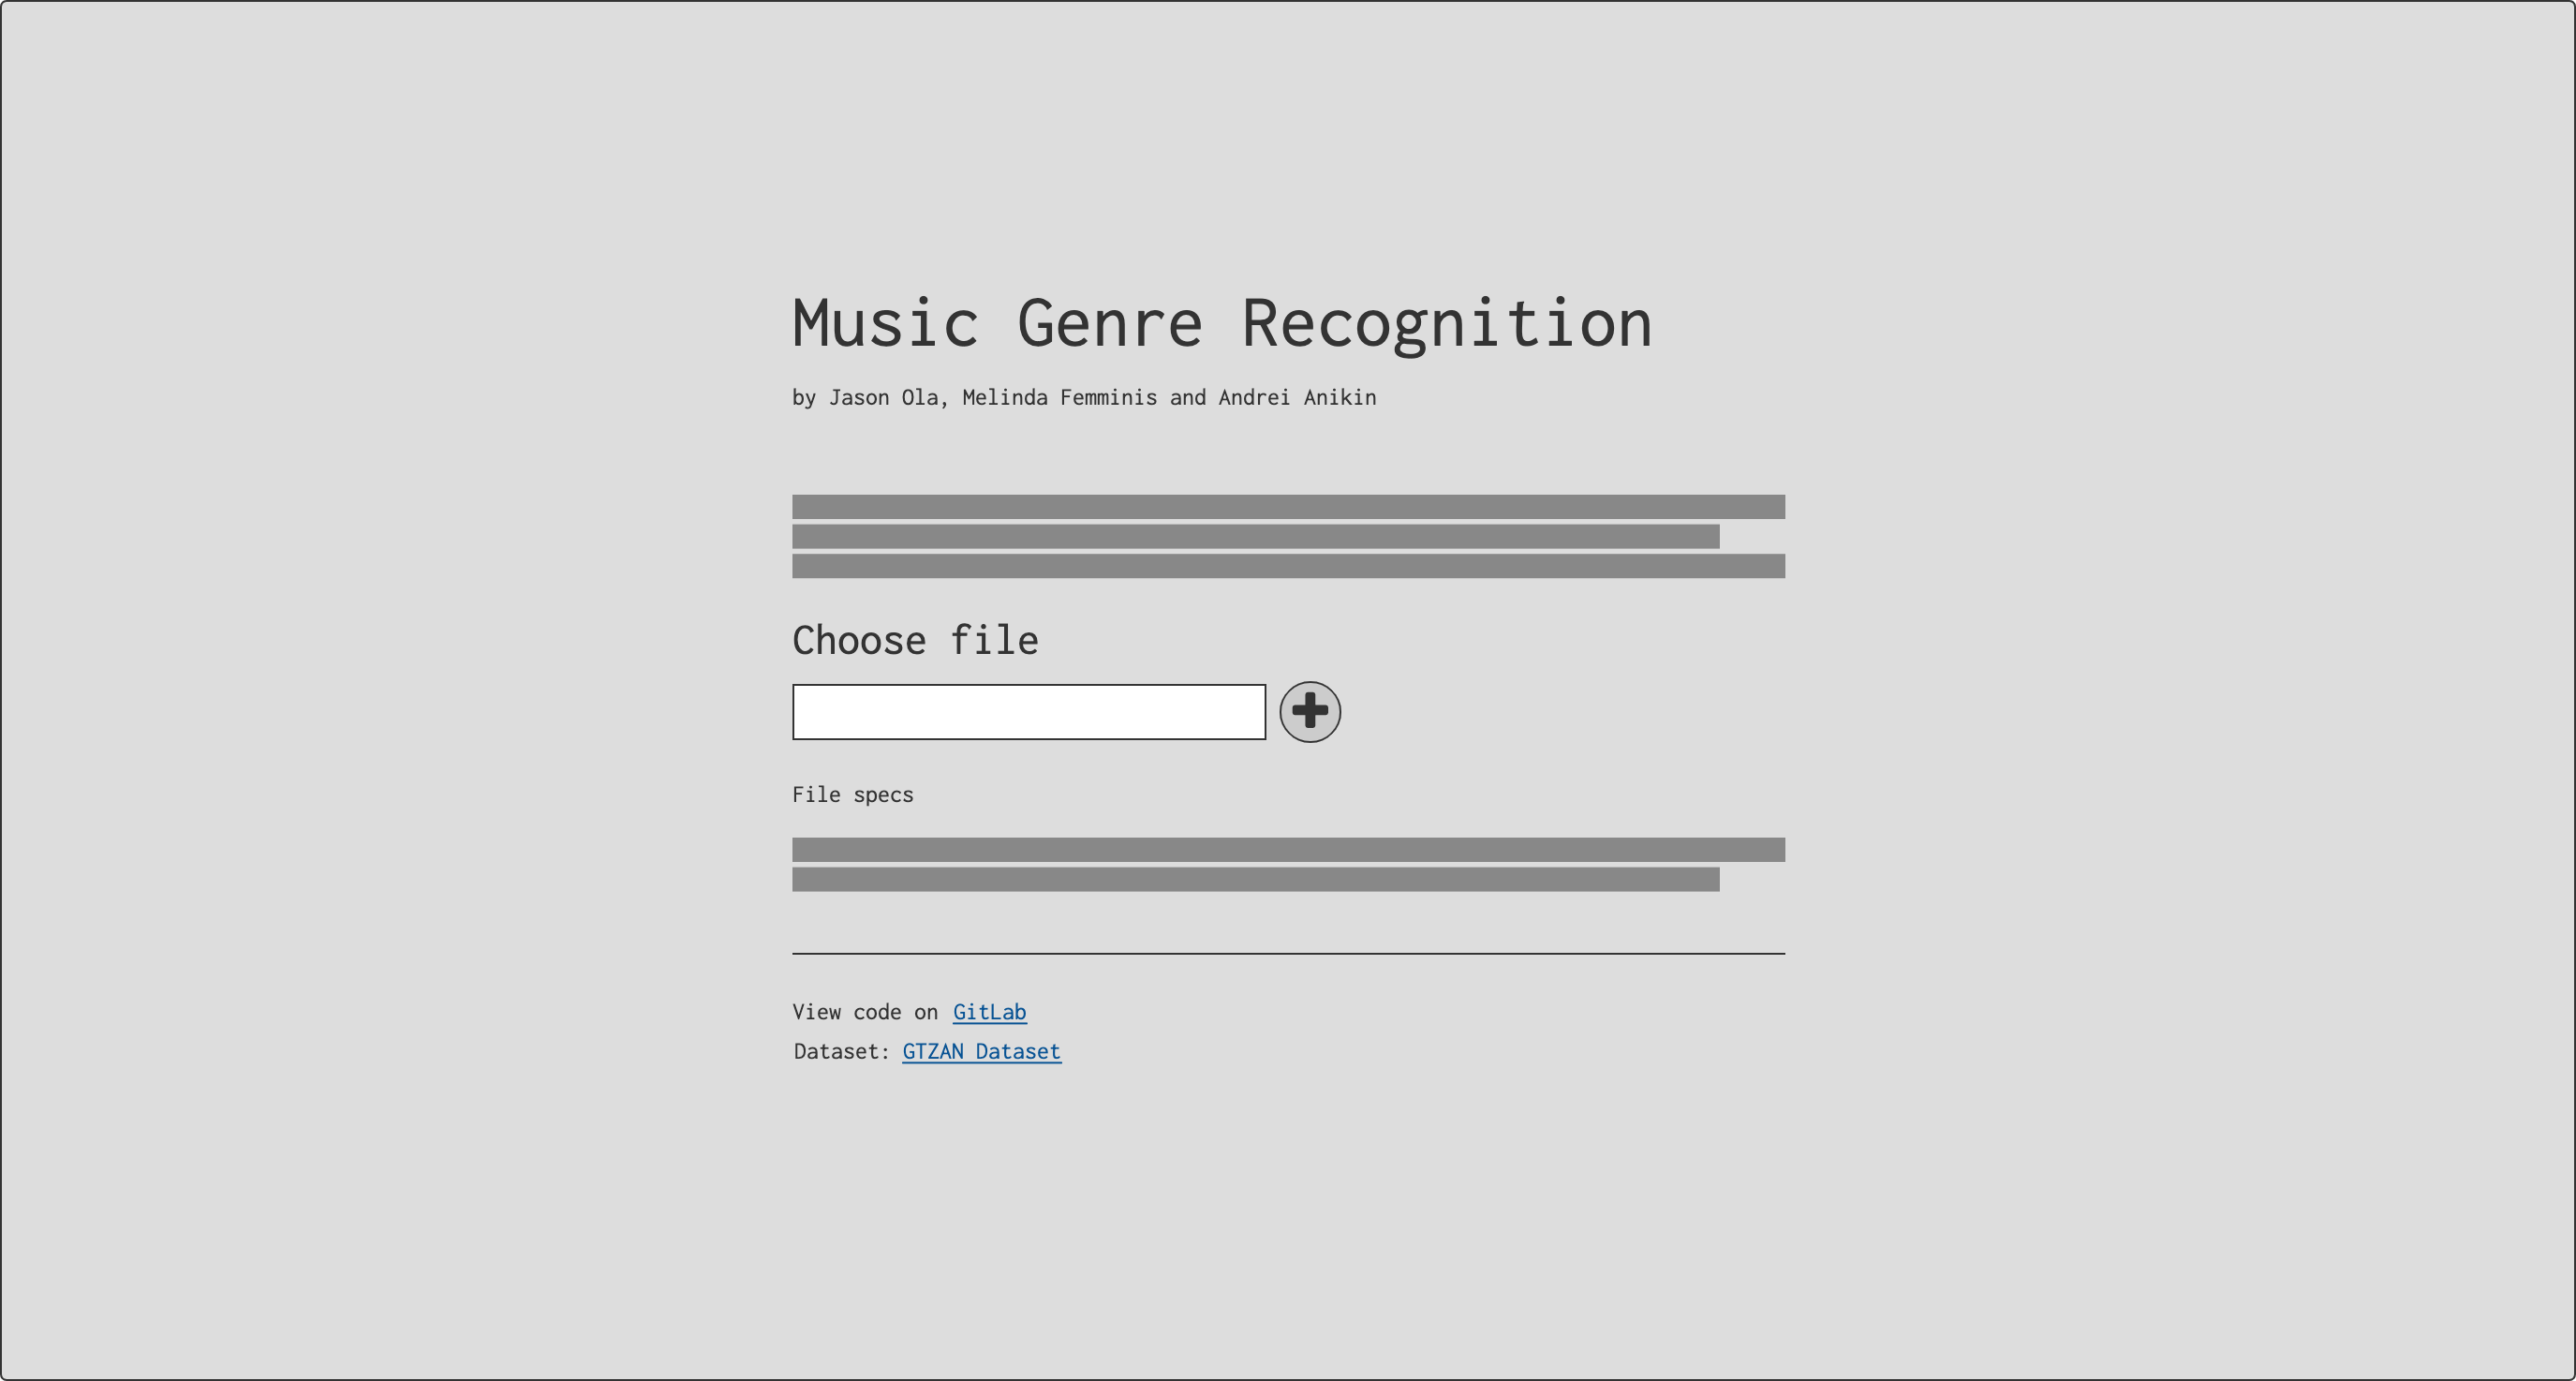 Music Genre Recognition
by Jason Ola, Melinda Femminis and Andrei Anikin
Choose file
File specs
View code on GitLab
Dataset: GTZAN Dataset